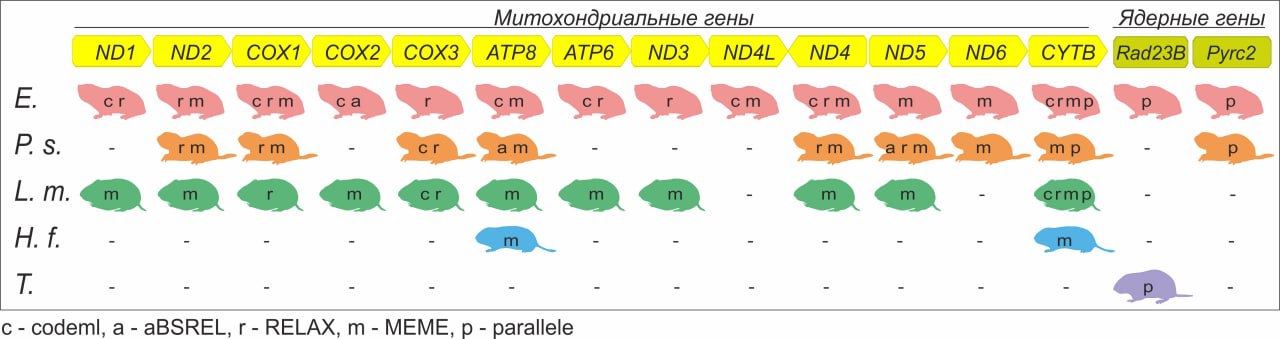 Митохондриальные гены Ядерные гены
ND1 ND2 COX1 COX2 COX3 ATP8 ATP6 ND3 ND4L ND4 ND5 ND6 CYTB Rad23B Pyrc2
E. c r r m c r m c a r c m c r r c m c r m m m c r m p p p
P. s. - r m r m - c r a m - - - r m a r m m m p - p
L. m. m m r m c r m m m - m m - c r m p - -
H. f. - - - - - m - - - - - - m - -
T. - - - - - - - - - - - - - p -
c - codeml, a - aBSREL, r - RELAX, m - MEME, p - parallele